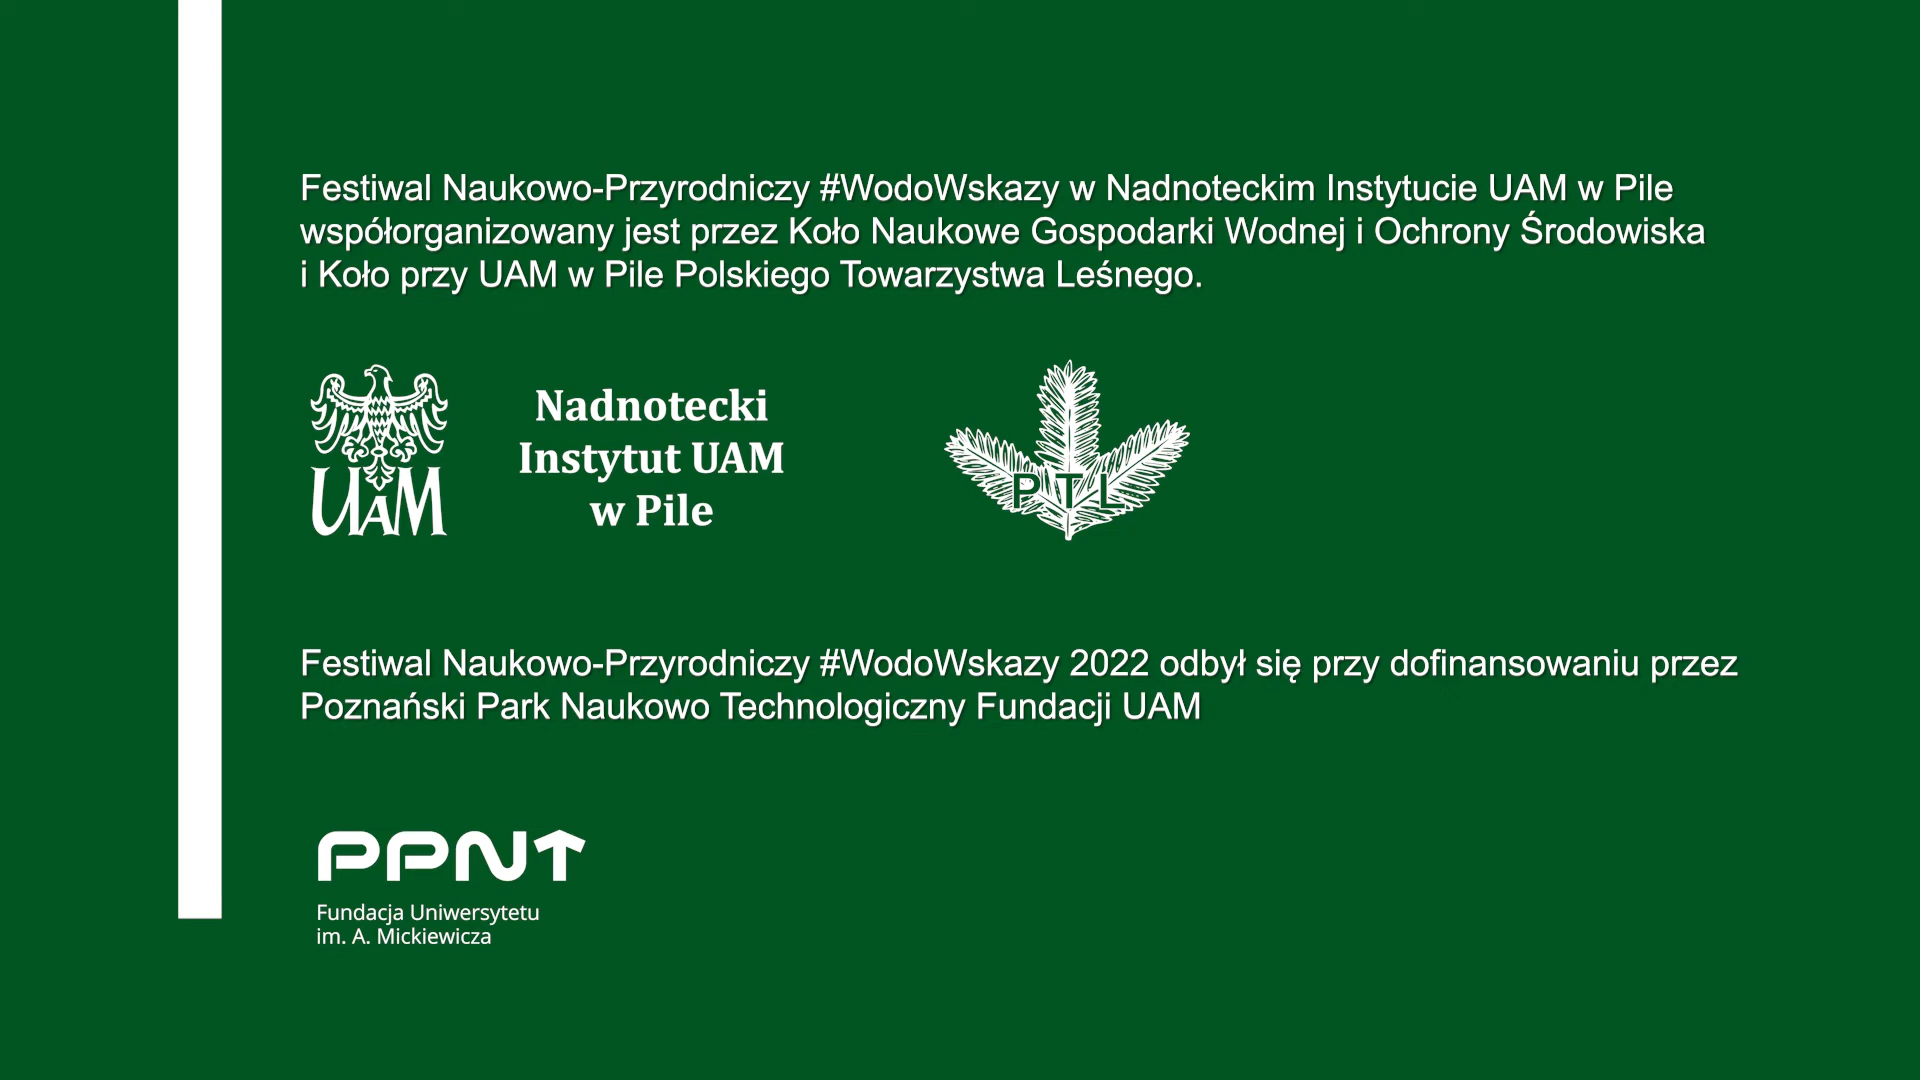 Festiwal Naukowo-Przyrodniczy #WodoWskazy w Nadnoteckim Instytucie UAM w Pile
współorganizowany jest przez Koło Naukowe Gospodarki Wodnej i Ochrony Środowiska
i Koło przy UAM w Pile Polskiego Towarzystwa Leśnego.
UAM
Nadnotecki
Instytut UAM
w Pile
PTL
Festiwal Naukowo-Przyrodniczy #WodoWskazy 2022 odbył się przy dofinansowaniu przez
Poznański Park Naukowo Technologiczny Fundacji UAM
PPNT
Fundacja Uniwersytetu
im. A. Mickiewicza